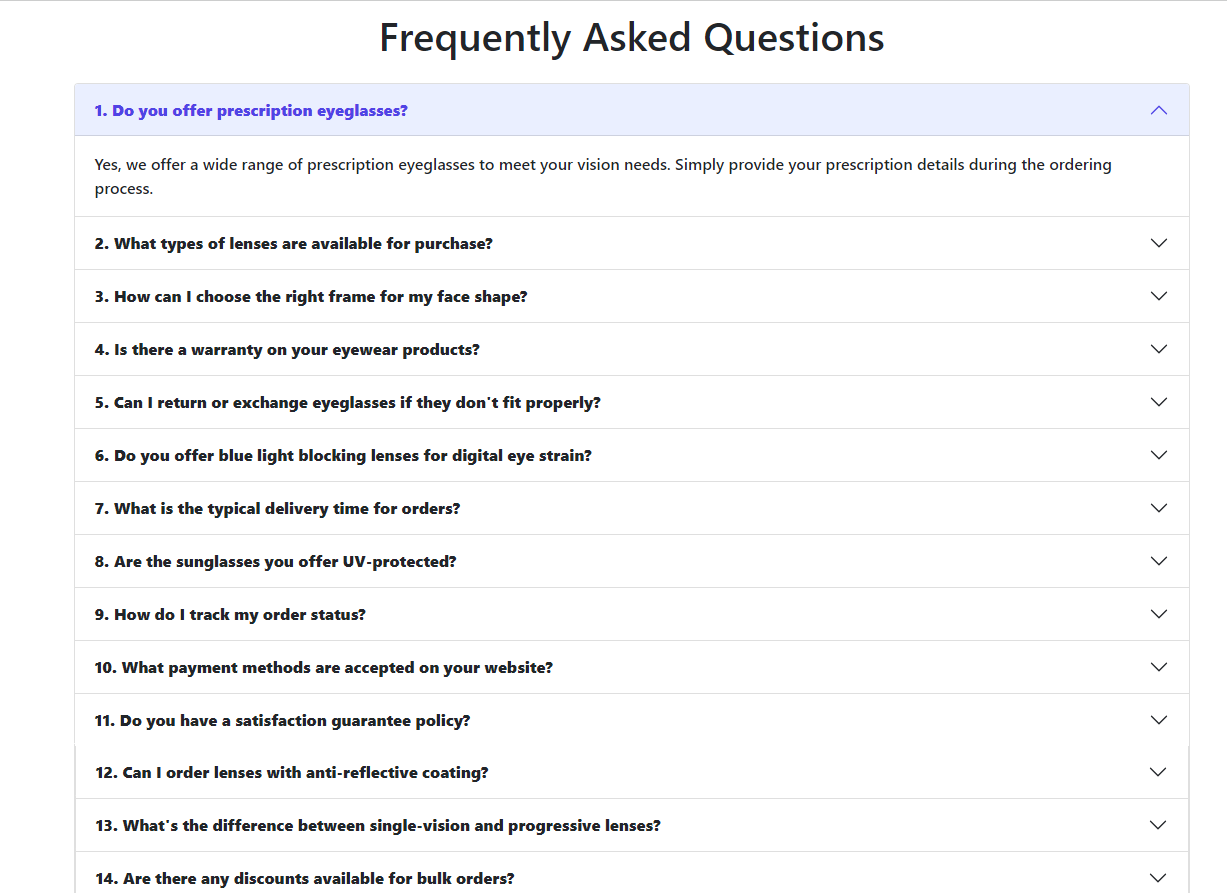 Frequently Asked Questions
1. Do you offer prescription eyeglasses?
Yes, we offer a wide range of prescription eyeglasses to meet your vision needs. Simply provide your prescription details during the ordering
process.
2. What types of lenses are available for purchase?
3. How can I choose the right frame for my face shape?
4. Is there a warranty on your eyewear products?
5. Can I return or exchange eyeglasses if they don't fit properly?
6. Do you offer blue light blocking lenses for digital eye strain?
7. What is the typical delivery time for orders?
8. Are the sunglasses you offer UV-protected?
9. How do I track my order status?
10. What payment methods are accepted on your website?
11. Do you have a satisfaction guarantee policy?
12. Can I order lenses with anti-reflective coating?
13. What's the difference between single-vision and progressive lenses?
14. Are there any discounts available for bulk orders?